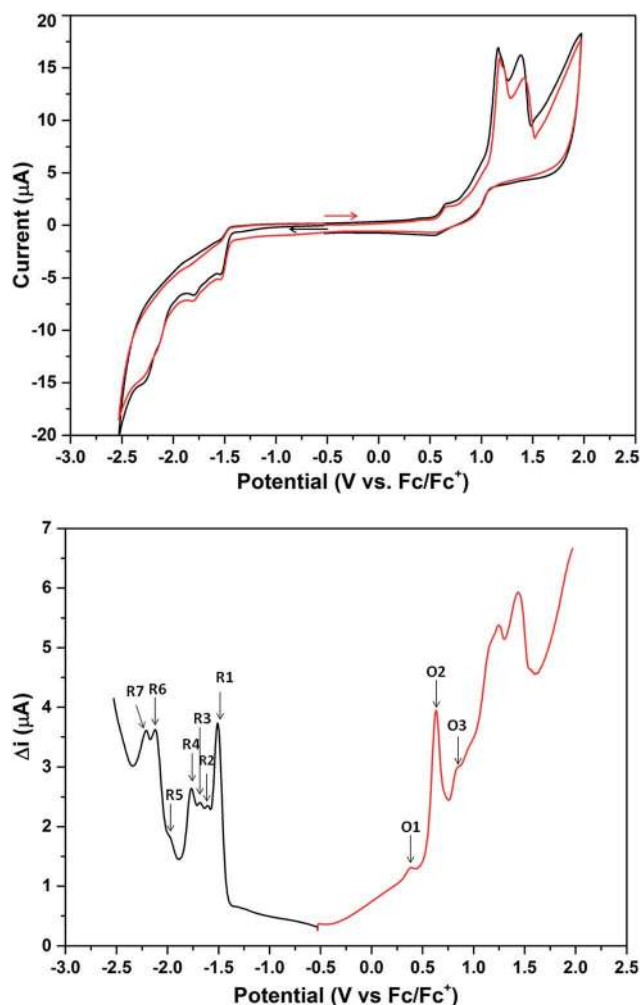 20
15
10
5
0
-5
-10
-15
-20
Current (µA)
-3.0 -2.5 -2.0 -1.5 -1.0 -0.5 0.0 0.5 1.0 1.5 2.0 2.5
Potential (V vs. Fc/Fc⁺)
7
6
5
4
3
2
1
0
Δi (µA)
R7
R6
R5
R4
R3
R2
R1
O1
O2
O3
-3.0 -2.5 -2.0 -1.5 -1.0 -0.5 0.0 0.5 1.0 1.5 2.0 2.5
Potential (V vs Fc/Fc⁺)